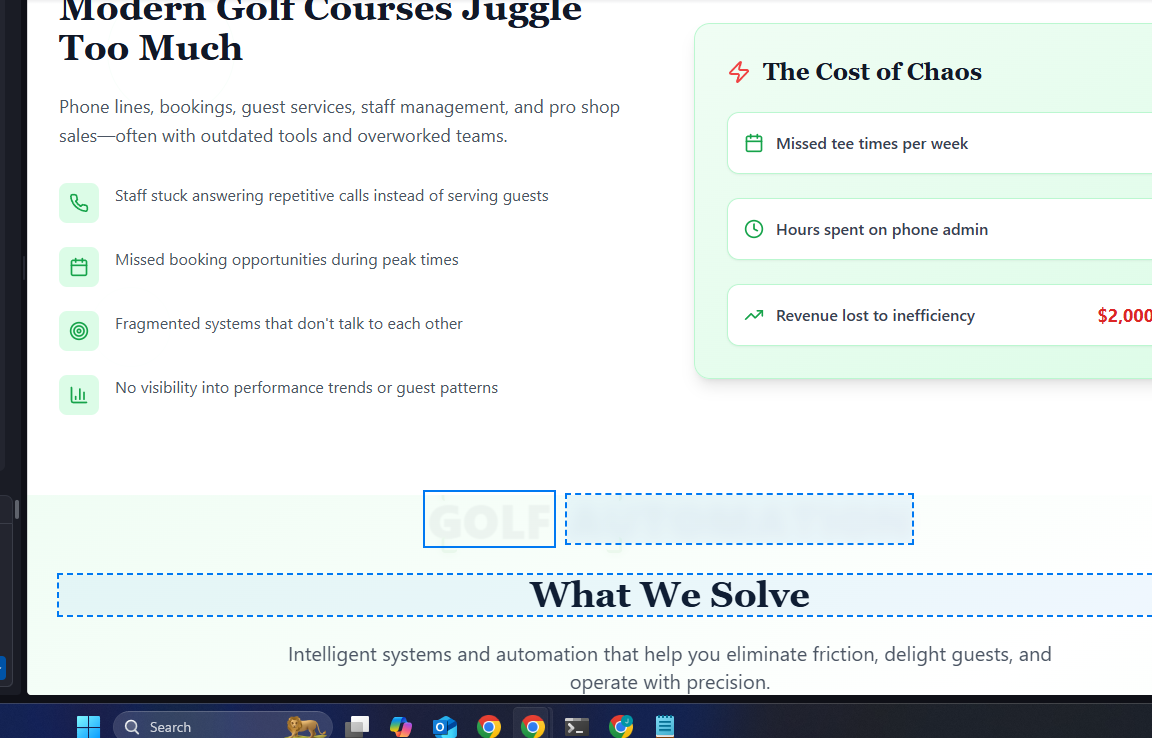 Modern Golf Courses Juggle
Too Much
Phone lines, bookings, guest services, staff management, and pro shop
sales—often with outdated tools and overworked teams.
Staff stuck answering repetitive calls instead of serving guests
Missed booking opportunities during peak times
Fragmented systems that don't talk to each other
No visibility into performance trends or guest patterns
The Cost of Chaos
Missed tee times per week
Hours spent on phone admin
Revenue lost to inefficiency
$2,000
GOLF
What We Solve
Intelligent systems and automation that help you eliminate friction, delight guests, and
operate with precision.
Search